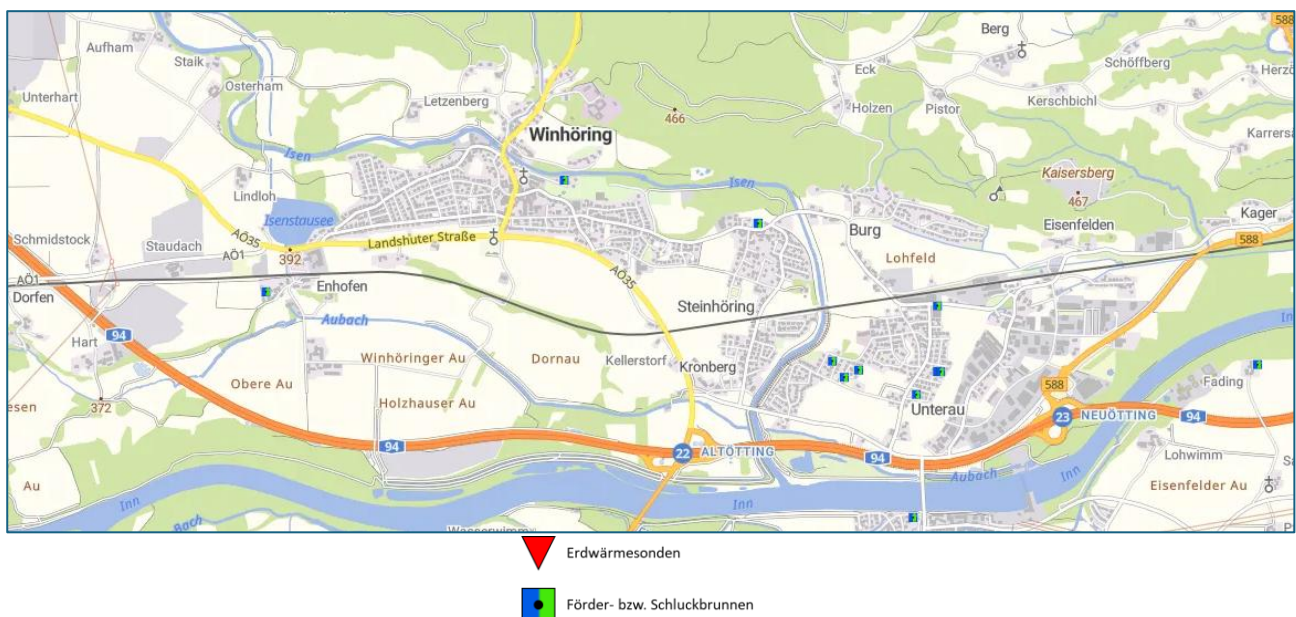 Aufham
Staik
Osterham
Unterhart
Letzenberg
Winhöring
466
Eck
Holzen
Pistor
Berg
Schöffberg
Kerschbichl
588
Isen
Isen
Lindloh
Isenstausee
Kaisersberg
467
Kager
Eisenfelden
588
Schmidstock
Staudach
AÖ35
AÖ1
392
Landshuter Straße
Burg
Lohfeld
AÖ1
Dorfen
Enhofen
AÖ35
Steinhöring
Aubach
94
Hart
Winhöringer Au
Dornau
Kellerstorf
Kronberg
Obere Au
Holzhauser Au
372
Unterau
588
Fading
23
NEUÖTTING
94
94
22
ALTÖTTING
94
Aubach
Lohwimm
Au
Inn
Inn
Inn
Eisenfelder Au
Bach
Erdwärmesonden
Förder- bzw. Schluckbrunnen